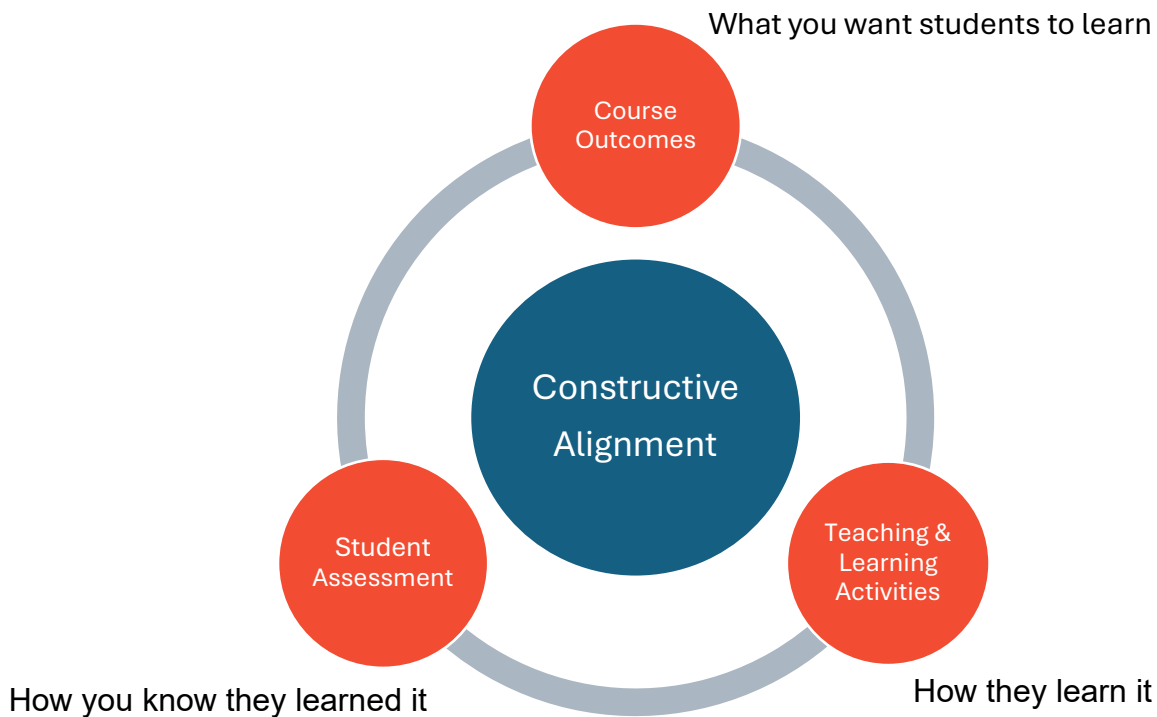 What you want students to learn
Course
Outcomes
Constructive
Alignment
Student
Assessment
Teaching &
Learning
Activities
How you know they learned it
How they learn it